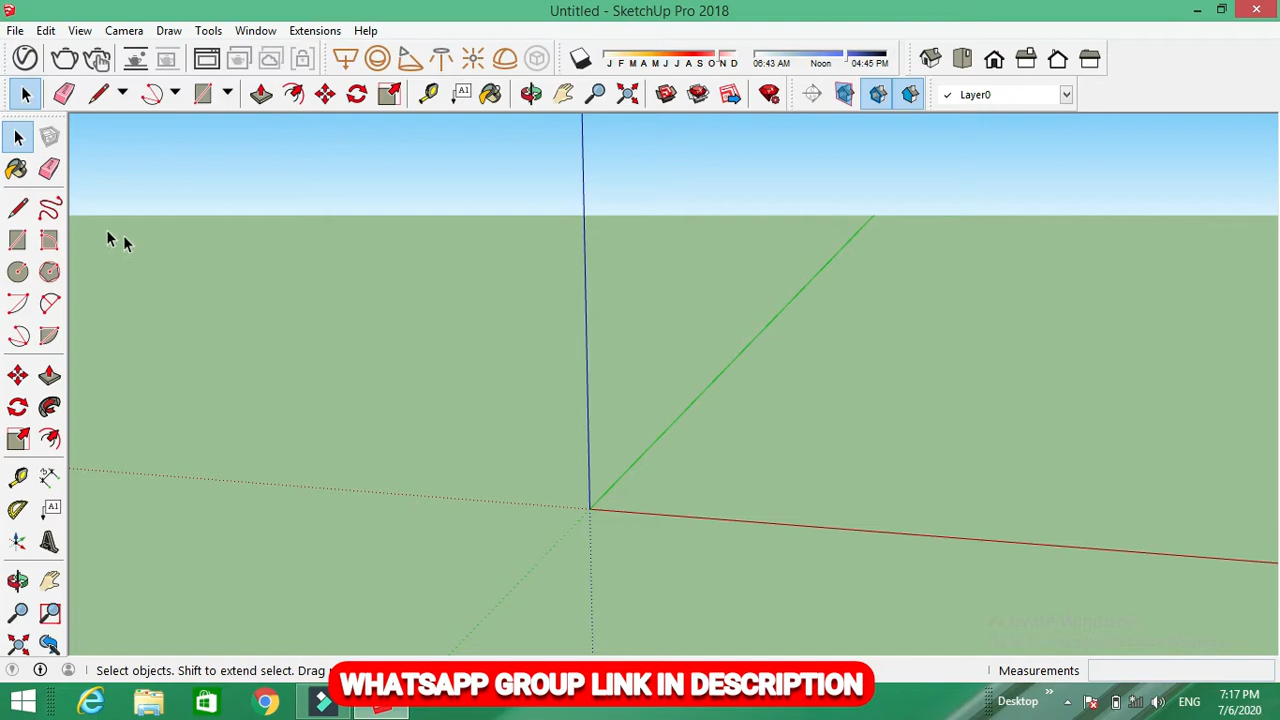 Untitled - SketchUp Pro 2018
File Edit View Camera Draw Tools Window Extensions Help
J F M A M J J A S O N D 06:43 AM Noon 04:45 PM
A1 Layer0
A1
Select objects. Shift to extend select. Drag
Measurements
WHATSAPP GROUP LINK IN DESCRIPTION
Desktop ENG 7:17 PM
7/6/2020